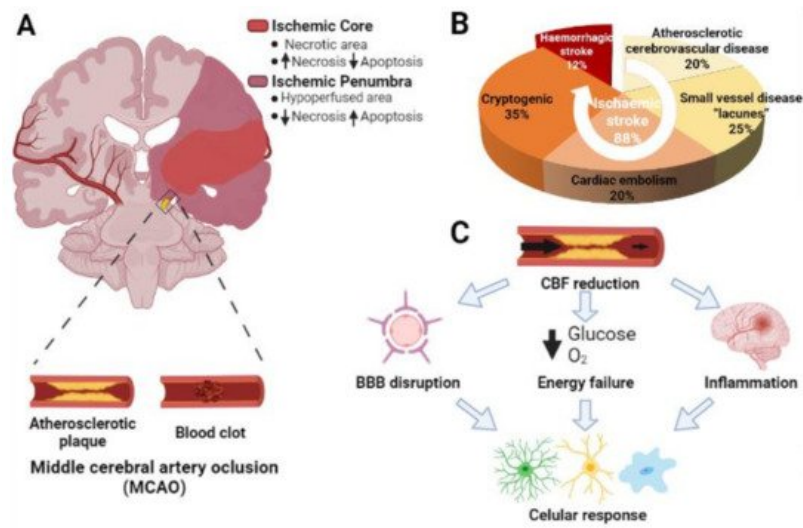 A
Ischemic Core
• Necrotic area
• ↑Necrosis ↓Apoptosis
Ischemic Penumbra
• Hypoperfused area
• ↓Necrosis ↑Apoptosis
Atherosclerotic
plaque
Blood clot
Middle cerebral artery oclusion
(MCAO)
B
Haemorrhagic
stroke
12%
Atherosclerotic
cerebrovascular disease
20%
Cryptogenic
35%
Ischaemic
stroke
88%
Small vessel disease
"lacunes"
25%
Cardiac embolism
20%
C
CBF reduction
↓ Glucose
O₂
BBB disruption
Energy failure
Inflammation
Cellular response